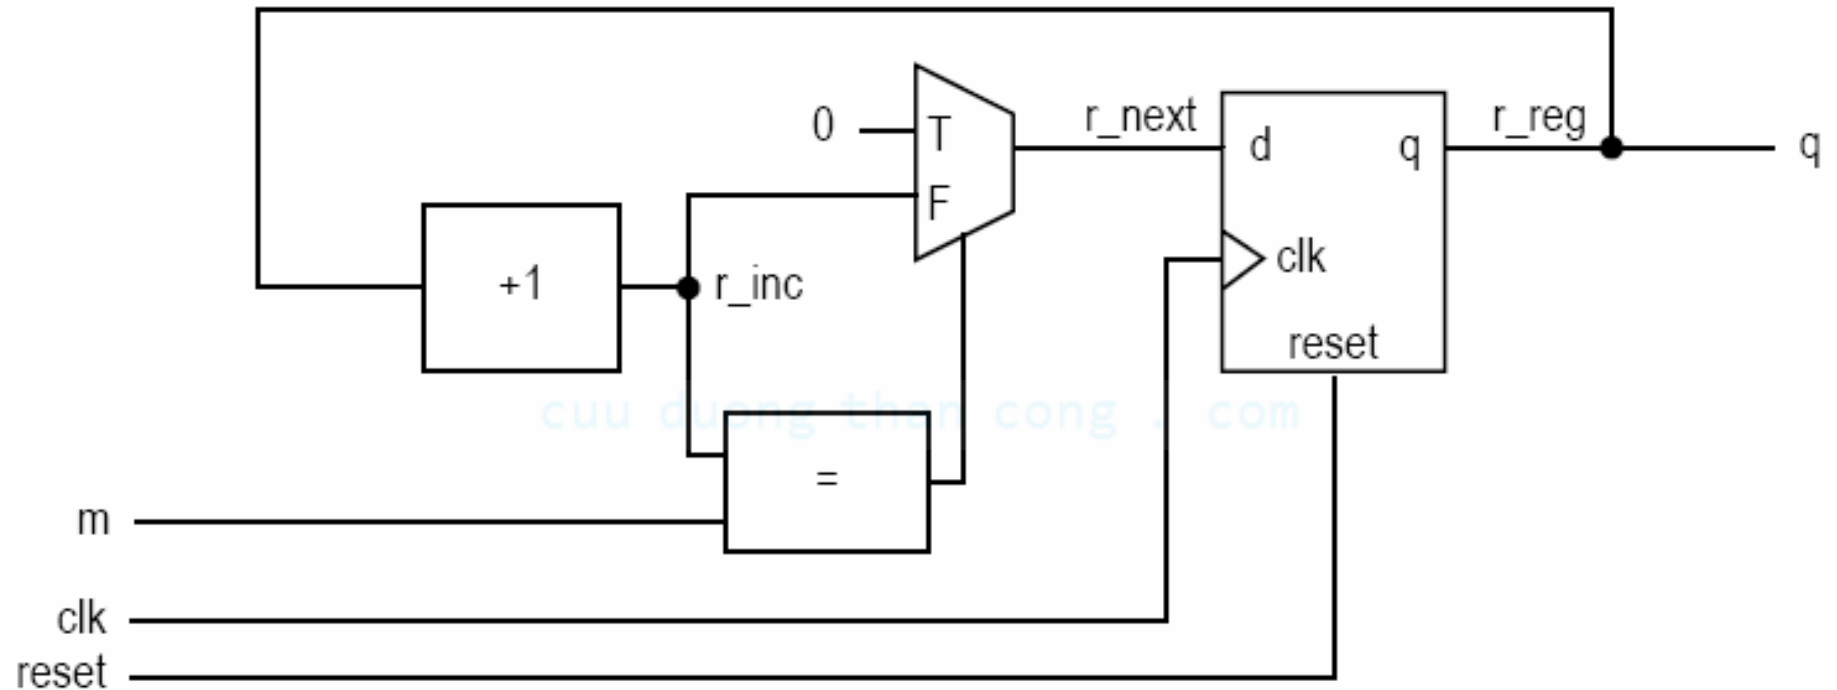 0
T
r_next
r_reg
d
q
q
F
clk
+1
r_inc
reset
cuu duong than cong . com
=
m
clk
reset